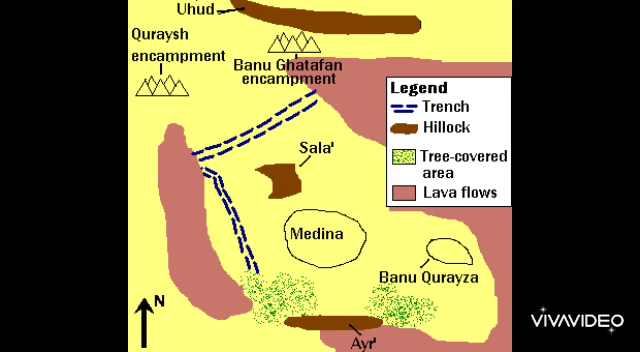 Uhud
Quraysh
encampment
Banu Ghatafan
encampment
Legend
Trench
Hillock
Tree-covered
area
Lava flows
Sala'
Medina
Banu Qurayza
N
Ayr'
VIVAVIDEO